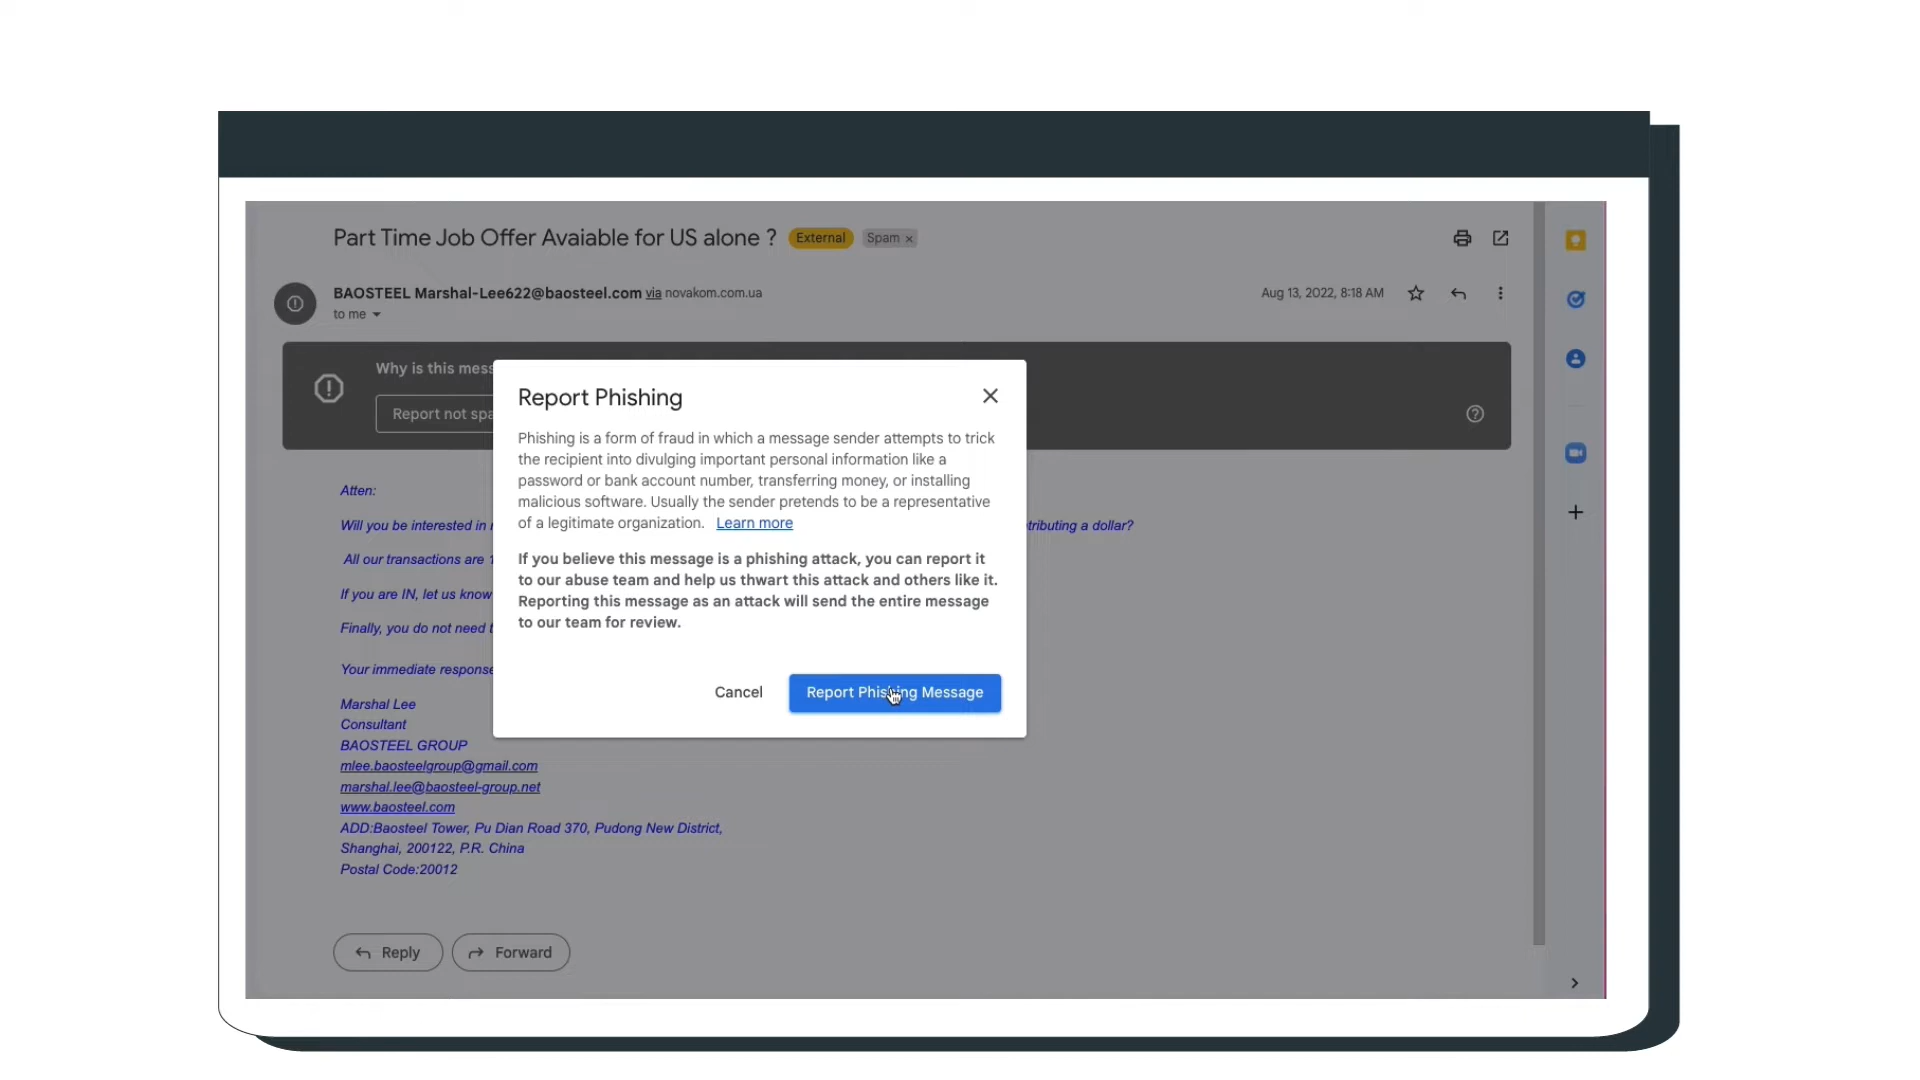 Part Time Job Offer Avaiable for US alone ? External Spam ×
BAOSTEEL Marshal-Lee622@baosteel.com via novakom.com.ua
Aug 13, 2022, 8:18 AM
to me
Why is this mess
Report not spa
Report Phishing
Phishing is a form of fraud in which a message sender attempts to trick
the recipient into divulging important personal information like a
password or bank account number, transferring money, or installing
malicious software. Usually the sender pretends to be a representative
of a legitimate organization. Learn more
If you believe this message is a phishing attack, you can report it
to our abuse team and help us thwart this attack and others like it.
Reporting this message as an attack will send the entire message
to our team for review.
Cancel Report Phishing Message
Atten:
Will you be interested in tributing a dollar?
All our transactions are
If you are IN, let us know
Finally, you do not need
Your immediate response
Marshal Lee
Consultant
BAOSTEEL GROUP
mlee.baosteelgroup@gmail.com
marshal.lee@baosteel-group.net
www.baosteel.com
ADD:Baosteel Tower, Pu Dian Road 370, Pudong New District,
Shanghai, 200122, P.R. China
Postal Code:20012
Reply Forward